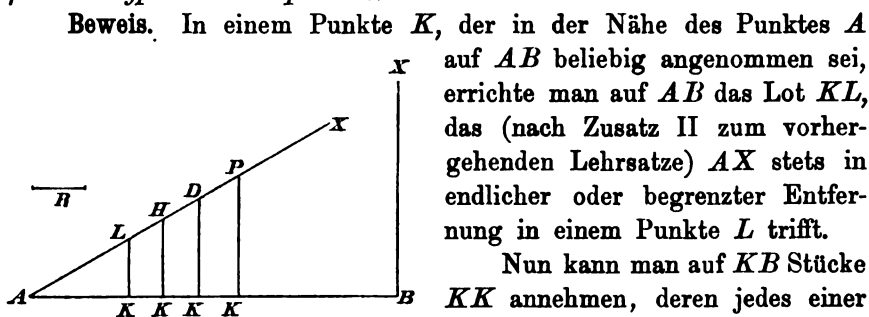 Beweis. In einem Punkte K, der in der Nähe des Punktes A
auf AB beliebig angenommen sei,
errichte man auf AB das Lot KL,
das (nach Zusatz II zum vorher-
gehenden Lehrsatze) AX stets in
endlicher oder begrenzter Entfer-
nung in einem Punkte L trifft.
Nun kann man auf KB Stücke
KK annehmen, deren jedes einer
X
X
R
L H D P
A K K K K B